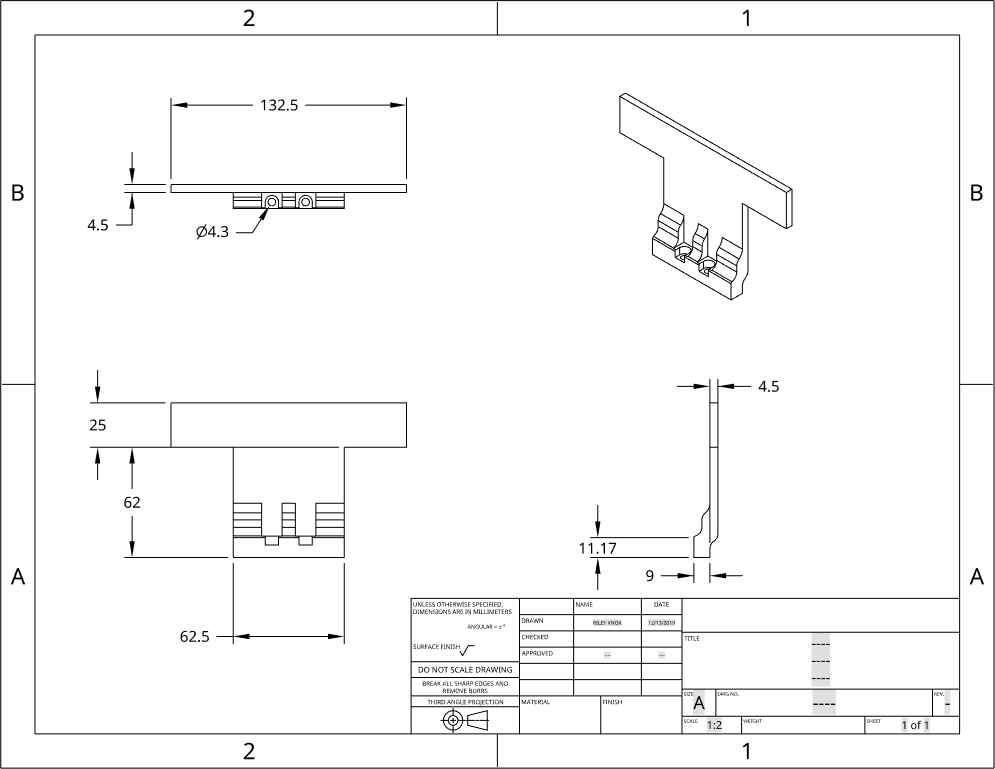 2 1
132.5
B B
4.5
Ø4.3
4.5
25
62
11.17
A A
9
62.5
UNLESS OTHERWISE SPECIFIED,
DIMENSIONS ARE IN MILLIMETERS
ANGULAR = ± °
SURFACE FINISH
DO NOT SCALE DRAWING
BREAK ALL SHARP EDGES AND
REMOVE BURRS
THIRD ANGLE PROJECTION
NAME DATE
DRAWN RILEY KNOX 12/13/2019
CHECKED
APPROVED --- ---
MATERIAL FINISH
TITLE
----
----
----
SIZE A DWG NO. ---- REV. -
SCALE 1:2 WEIGHT SHEET 1 of 1
2 1